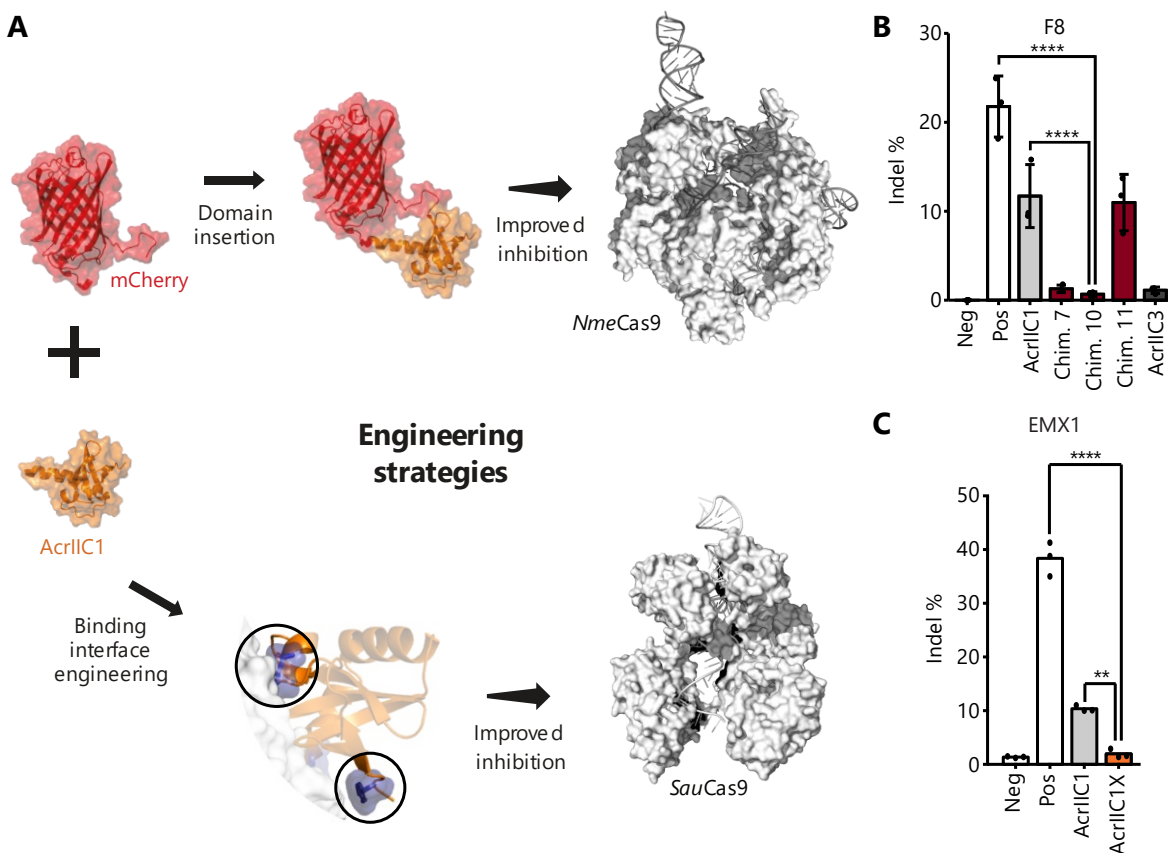 A
mCherry
Domain
insertion
Improved
inhibition
NmeCas9
AcrIIC1
Engineering
strategies
Binding
interface
engineering
Improved
inhibition
SauCas9
B
F8
****
****
Indel %
30
20
10
0
Neg
Pos
AcrIIC1
Chim. 7
Chim. 10
Chim. 11
AcrIIC3
C
EMX1
****
**
Indel %
50
40
30
20
10
0
Neg
Pos
AcrIIC1
AcrIIC1X